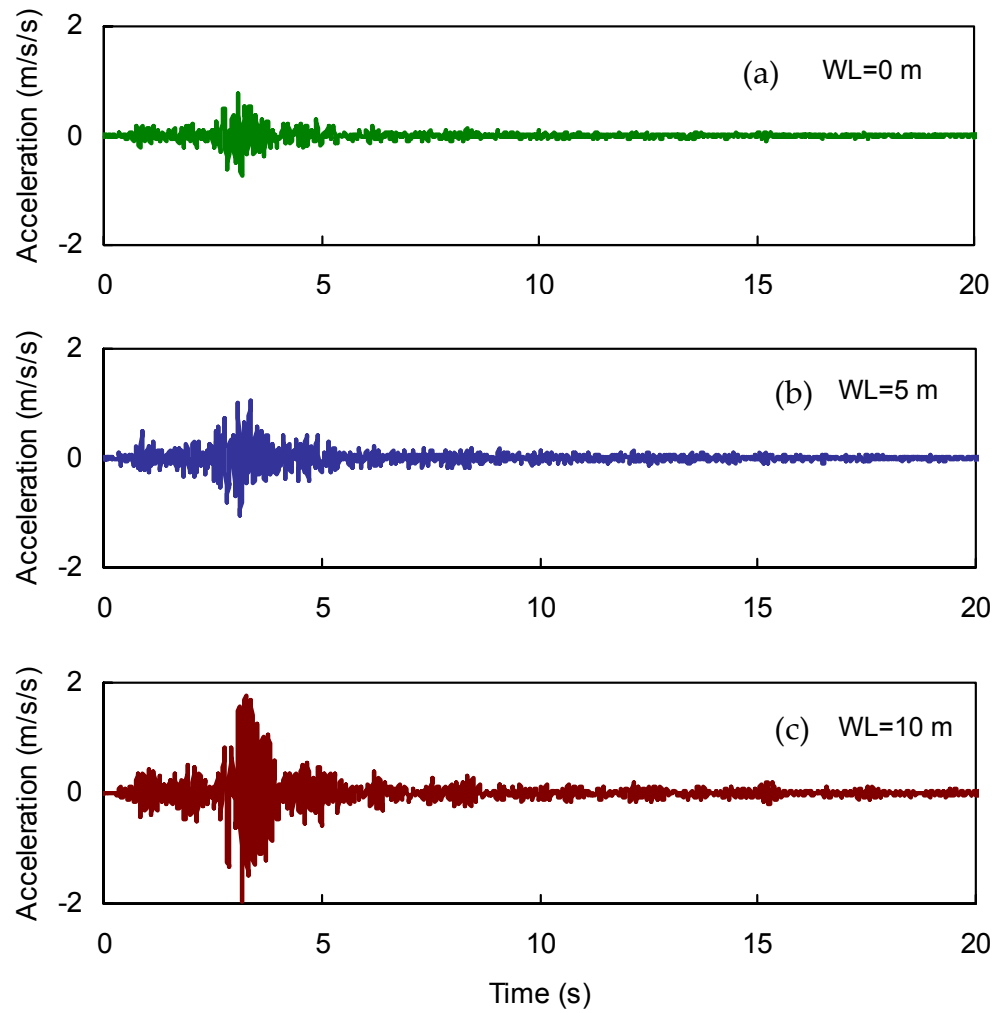 Acceleration (m/s/s)
2
0
-2
(a) WL=0 m
0 5 10 15 20
Acceleration (m/s/s)
2
0
-2
(b) WL=5 m
0 5 10 15 20
Acceleration (m/s/s)
2
0
-2
(c) WL=10 m
0 5 10 15 20
Time (s)